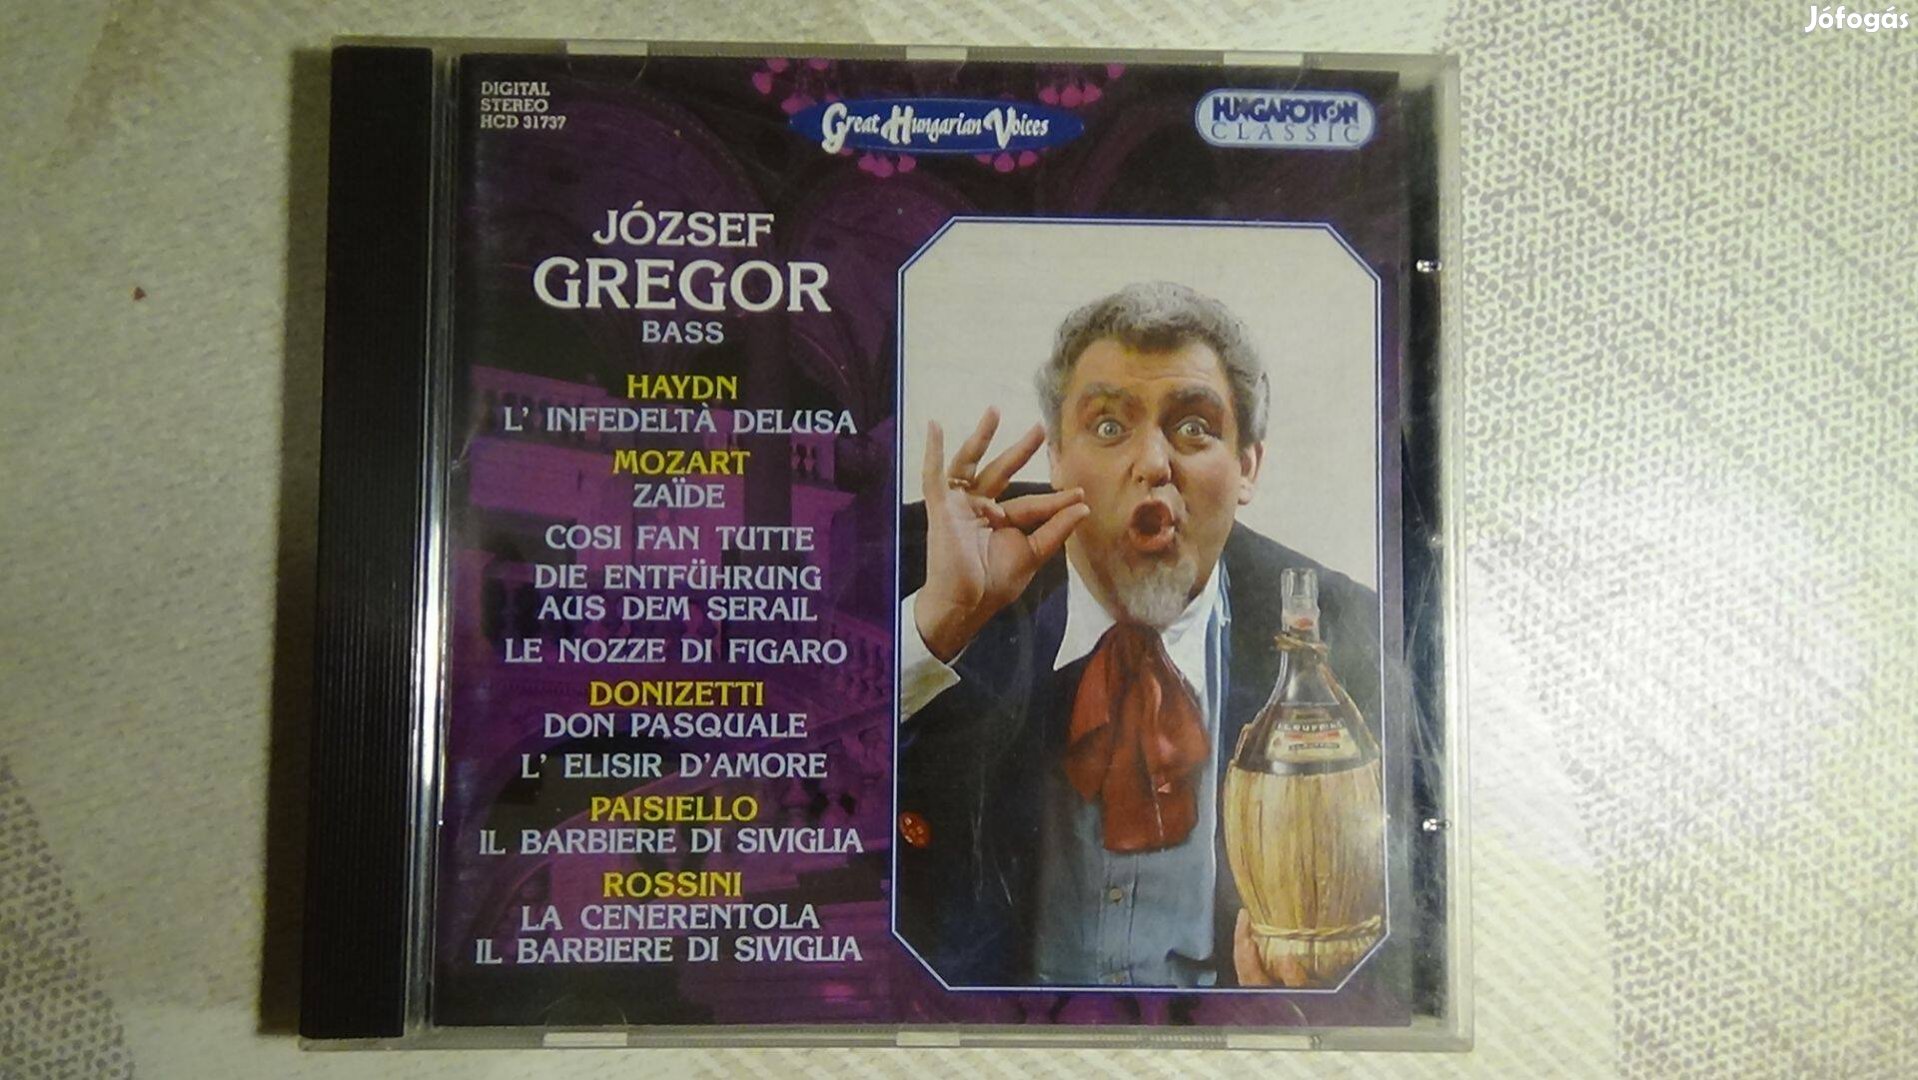 Jófogás
DIGITAL
STEREO
HCD 31737
Great Hungarian Voices
HUNGAROTON
CLASSIC
JÓZSEF
GREGOR
BASS
HAYDN
L' INFEDELTÀ DELUSA
MOZART
ZAÏDE
COSI FAN TUTTE
DIE ENTFÜHRUNG
AUS DEM SERAIL
LE NOZZE DI FIGARO
DONIZETTI
DON PASQUALE
L' ELISIR D'AMORE
PAISIELLO
IL BARBIERE DI SIVIGLIA
ROSSINI
LA CENERENTOLA
IL BARBIERE DI SIVIGLIA